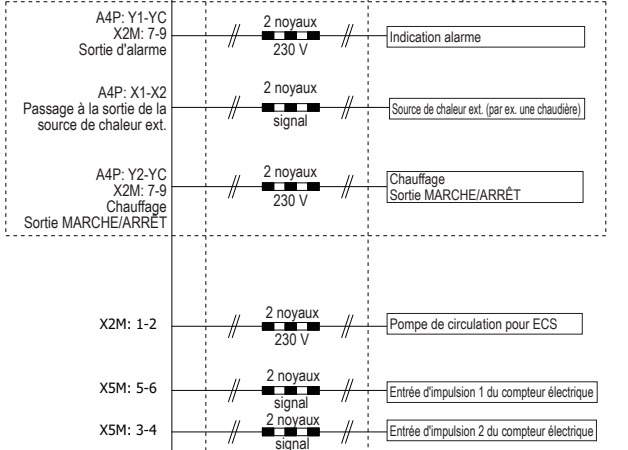 A4P: Y1-YC
X2M: 7-9
Sortie d'alarme
2 noyaux
230 V
Indication alarme
A4P: X1-X2
Passage à la sortie de la
source de chaleur ext.
2 noyaux
signal
Source de chaleur ext. (par ex. une chaudière)
A4P: Y2-YC
X2M: 7-9
Chauffage
Sortie MARCHE/ARRÊT
2 noyaux
230 V
Chauffage
Sortie MARCHE/ARRÊT
X2M: 1-2
2 noyaux
230 V
Pompe de circulation pour ECS
X5M: 5-6
2 noyaux
signal
Entrée d'impulsion 1 du compteur électrique
X5M: 3-4
2 noyaux
signal
Entrée d'impulsion 2 du compteur électrique